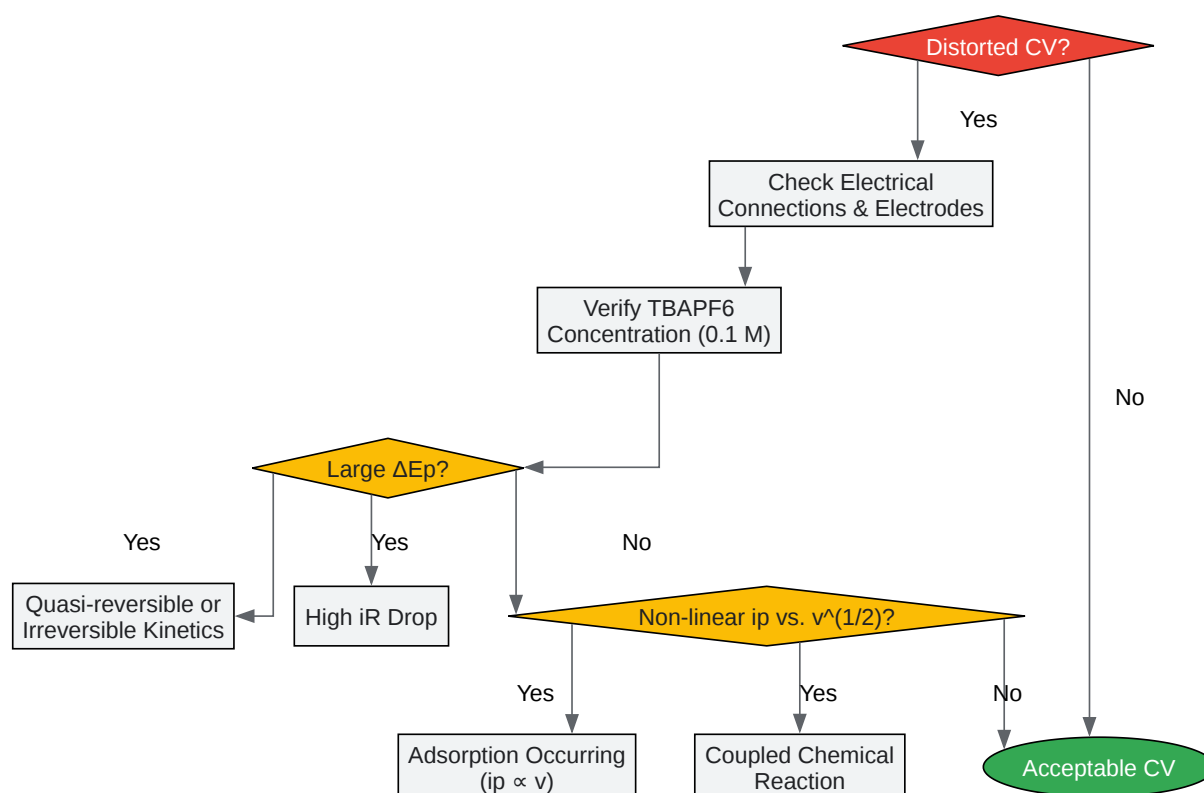 Distorted CV?
Yes
Check Electrical
Connections & Electrodes
Verify TBAPF6
Concentration (0.1 M)
No
Large ΔEp?
Yes
Yes
No
Quasi-reversible or
Irreversible Kinetics
High iR Drop
Non-linear ip vs. v^(1/2)?
Yes
Yes
No
Adsorption Occurring
(ip ∝ v)
Coupled Chemical
Reaction
Acceptable CV